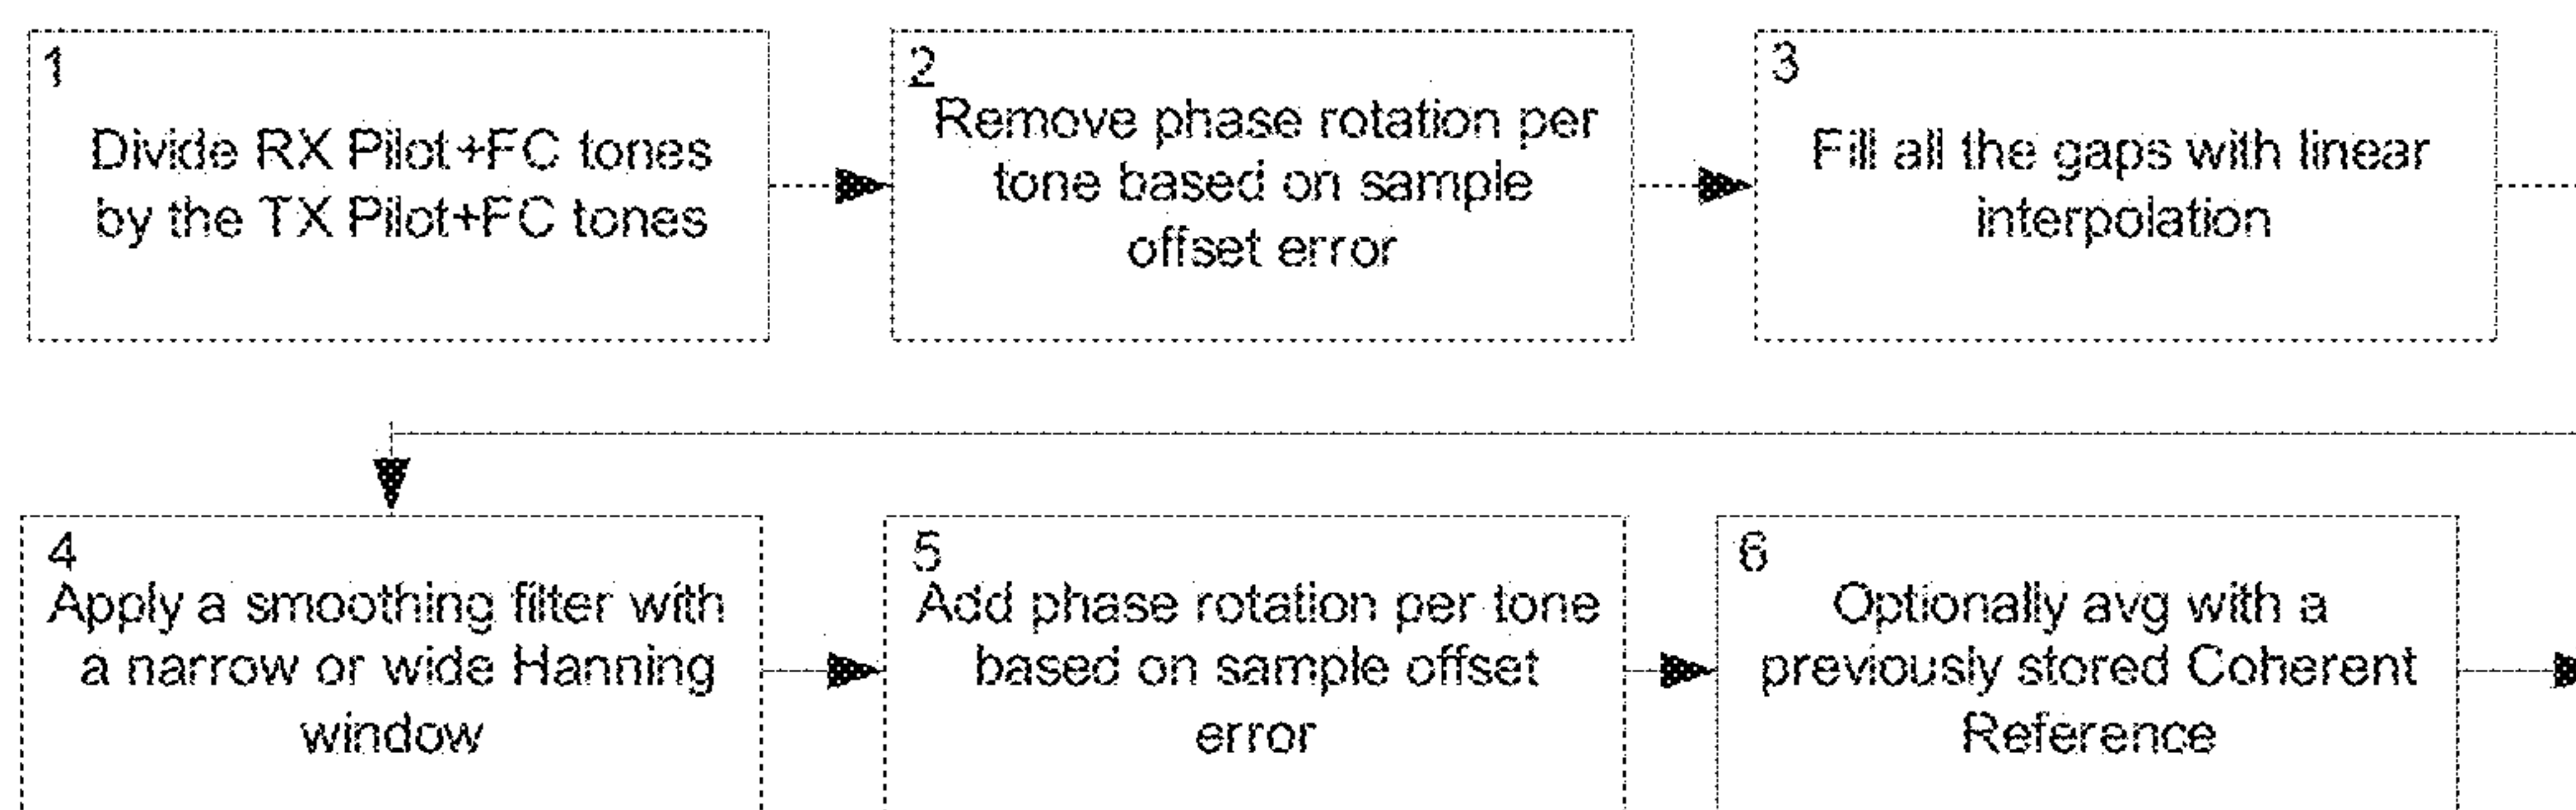 1
Divide RX Pilot+FC tones
by the TX Pilot+FC tones
2
Remove phase rotation per
tone based on sample
offset error
3
Fill all the gaps with linear
interpolation
4
Apply a smoothing filter with
a narrow or wide Hanning
window
5
Add phase rotation per tone
based on sample offset
error
6
Optionally avg with a
previously stored Coherent
Reference